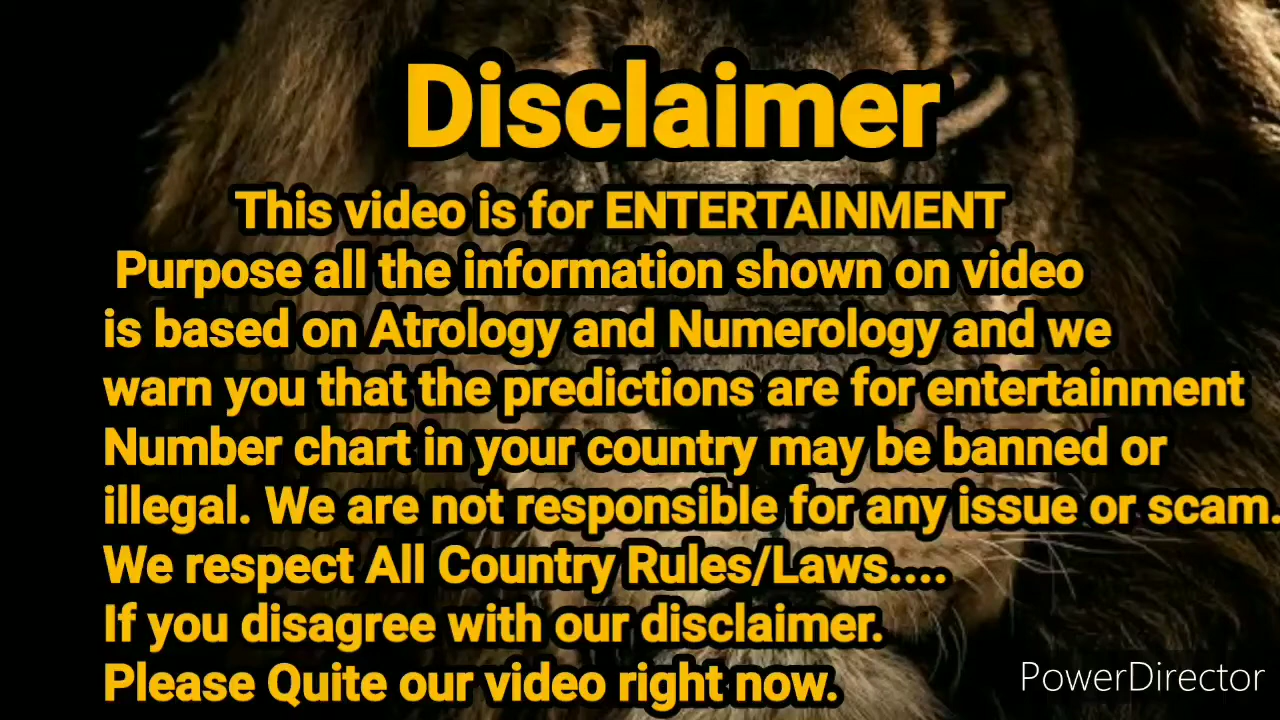 Disclaimer
This video is for ENTERTAINMENT
Purpose all the information shown on video
is based on Atrology and Numerology and we
warn you that the predictions are for entertainment
Number chart in your country may be banned or
illegal. We are not responsible for any issue or scam.
We respect All Country Rules/Laws....
If you disagree with our disclaimer.
Please Quite our video right now.
PowerDirector